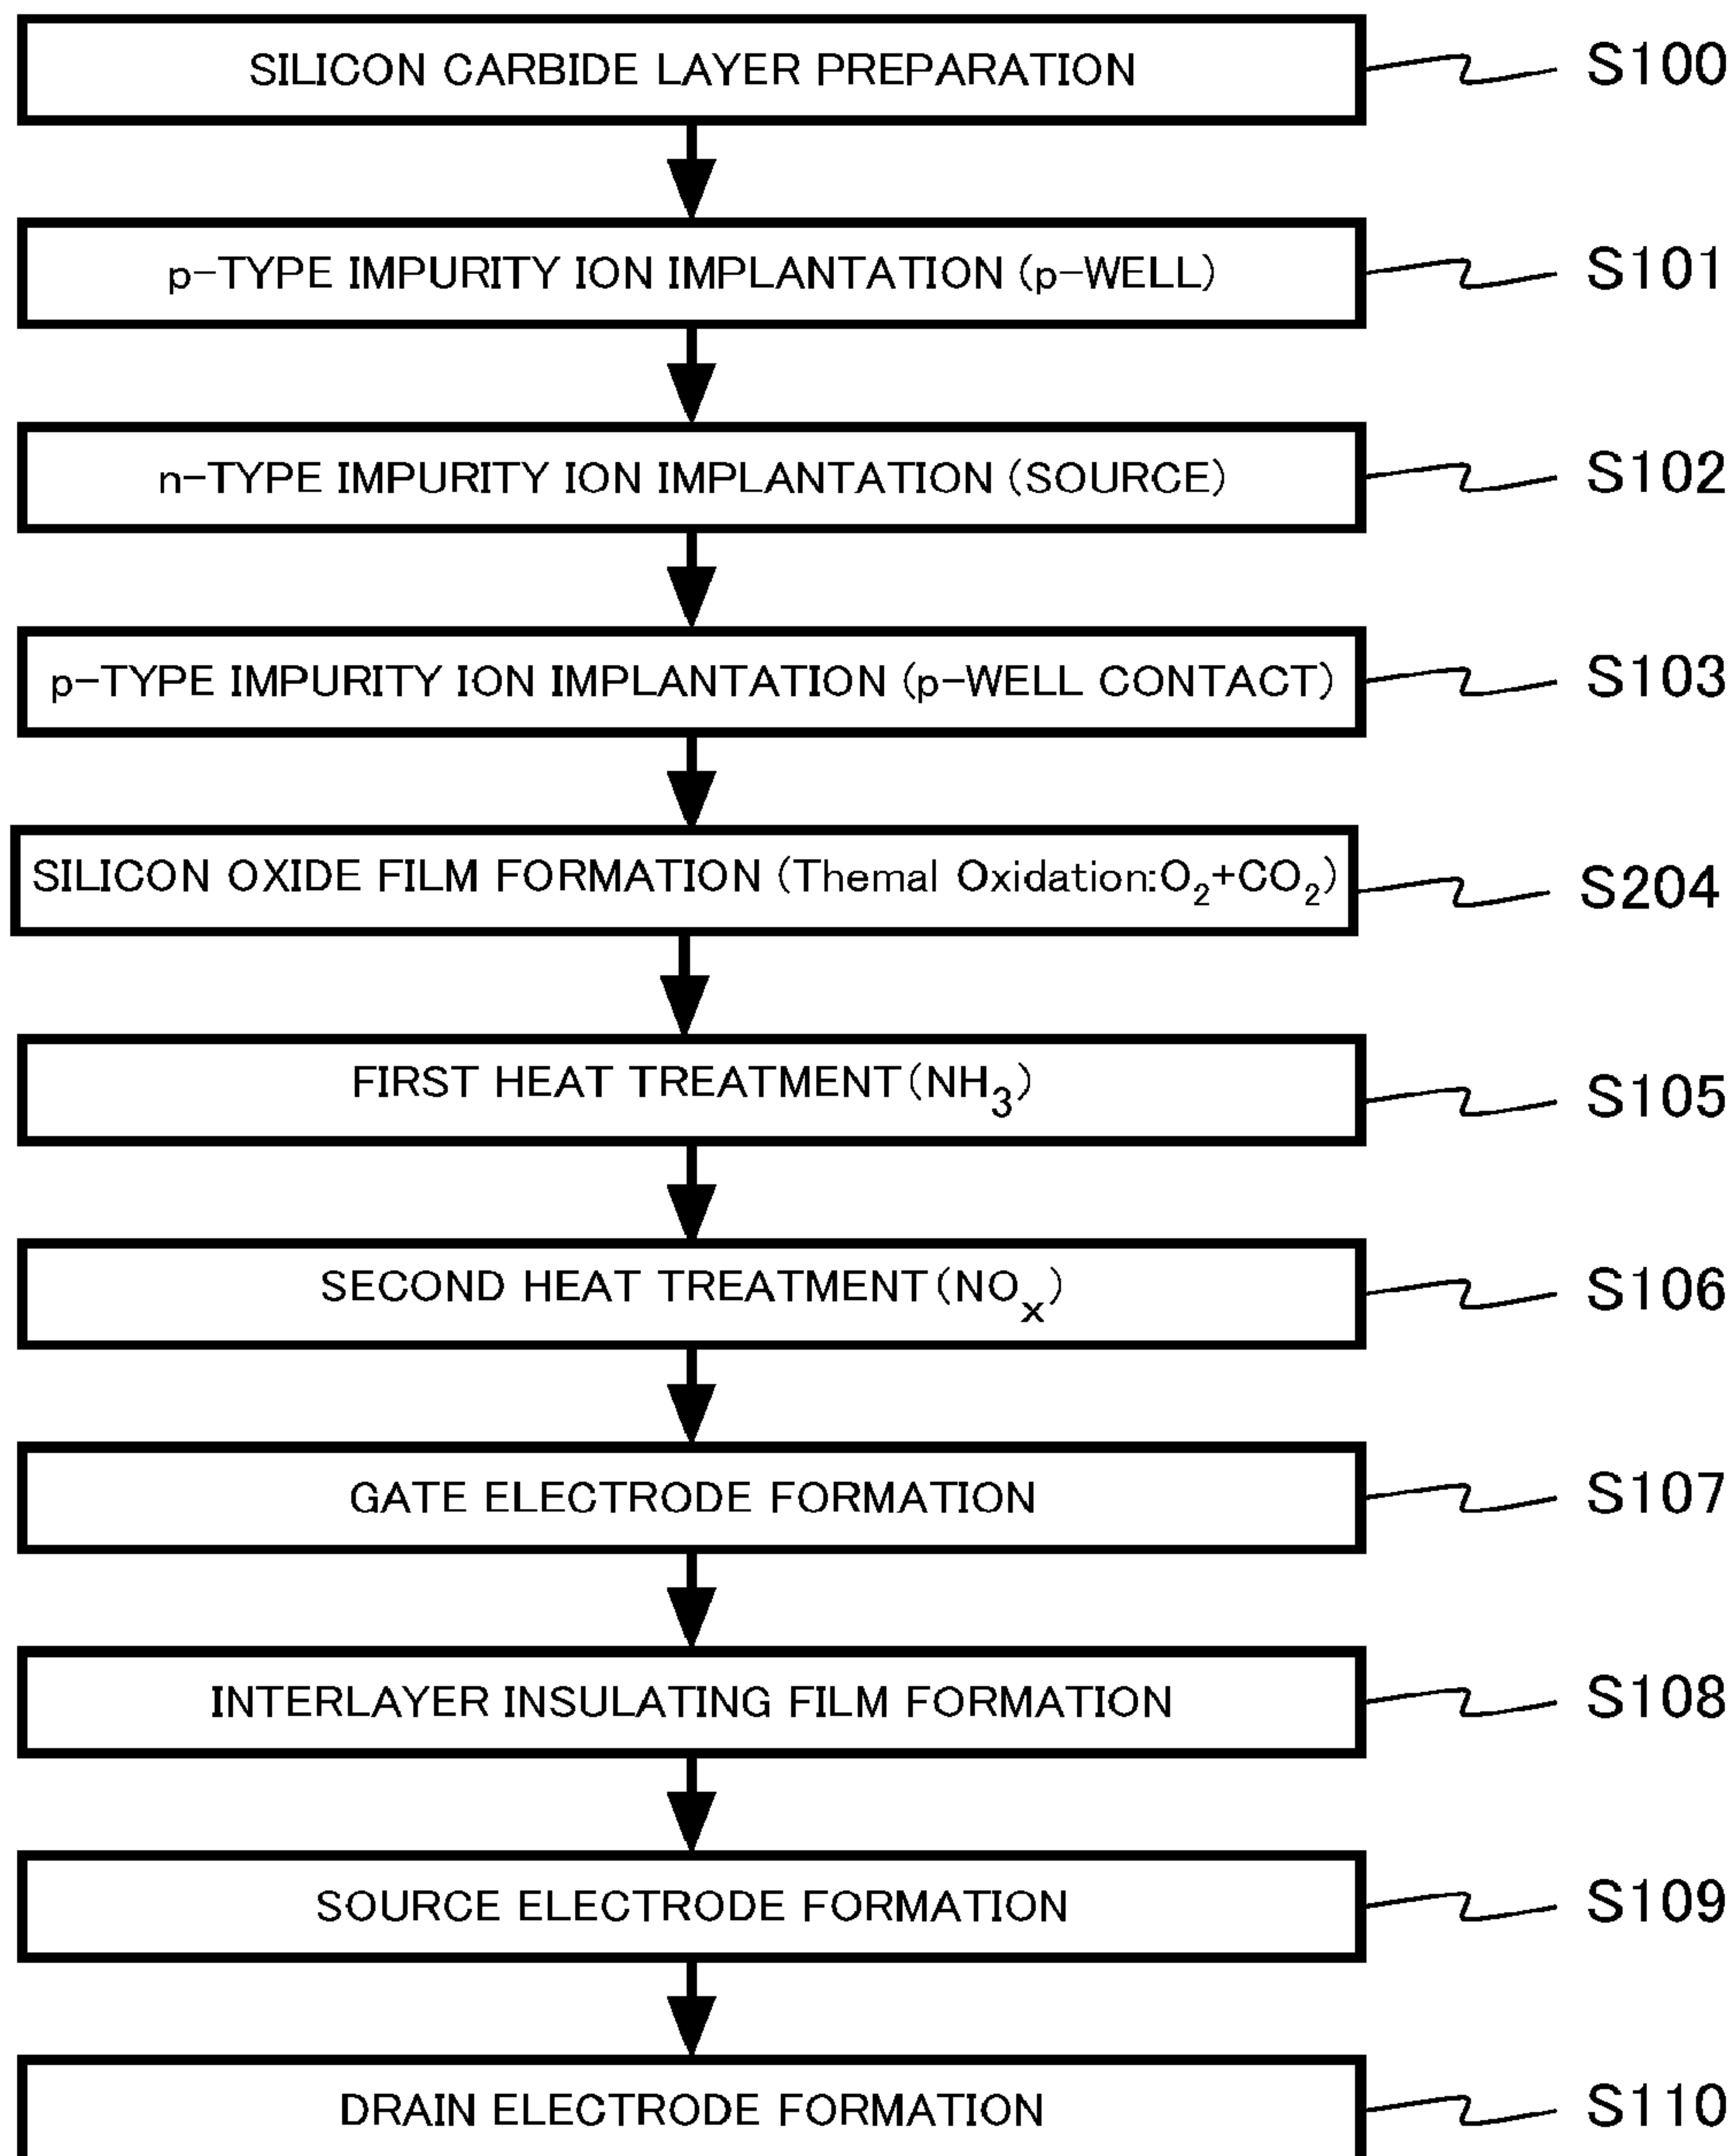 SILICON CARBIDE LAYER PREPARATION S100
p-TYPE IMPURITY ION IMPLANTATION (p-WELL) S101
n-TYPE IMPURITY ION IMPLANTATION (SOURCE) S102
p-TYPE IMPURITY ION IMPLANTATION (p-WELL CONTACT) S103
SILICON OXIDE FILM FORMATION (Themal Oxidation:O₂+CO₂) S204
FIRST HEAT TREATMENT(NH₃) S105
SECOND HEAT TREATMENT(NOₓ) S106
GATE ELECTRODE FORMATION S107
INTERLAYER INSULATING FILM FORMATION S108
SOURCE ELECTRODE FORMATION S109
DRAIN ELECTRODE FORMATION S110